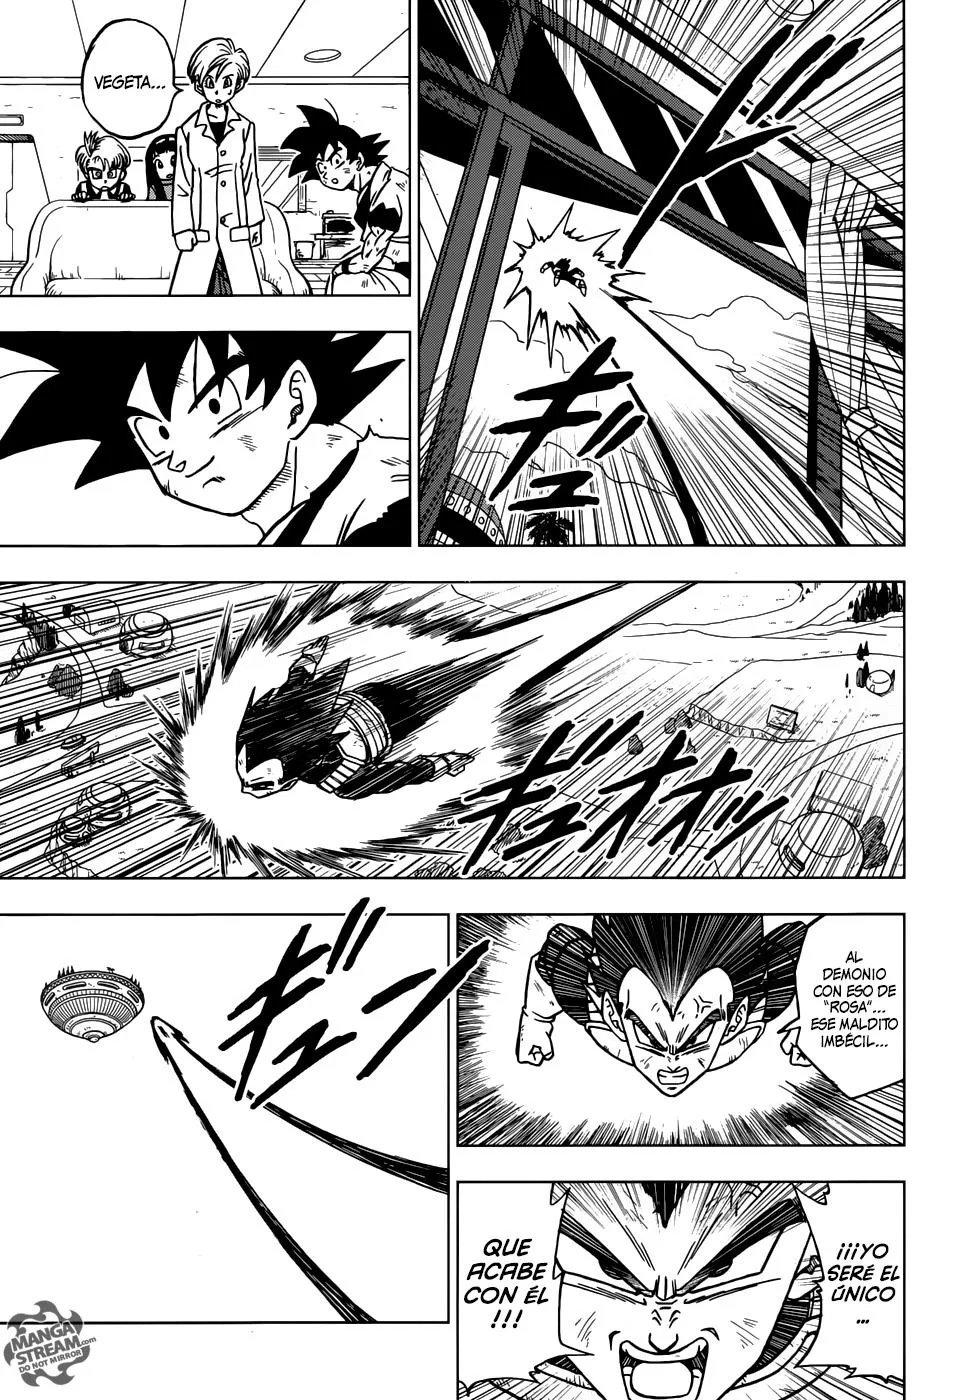 ギュ
VEGETA...
ギュオオッ
AL
DEMONIO
CON ESO DE
"ROSA"...
ESE MALDITO
IMBÉCIL...
ギュン
¡¡¡YO
SERÉ EL
ÚNICO
...
QUE
ACABE
CON ÉL
!!!
MANGA
STREAM.com
DO NOT MIRROR